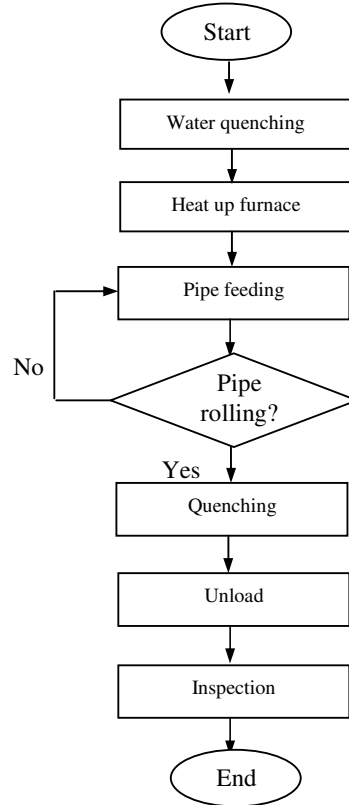 Start
Water quenching
Heat up furnace
Pipe feeding
No
Pipe
rolling?
Yes
Quenching
Unload
Inspection
End